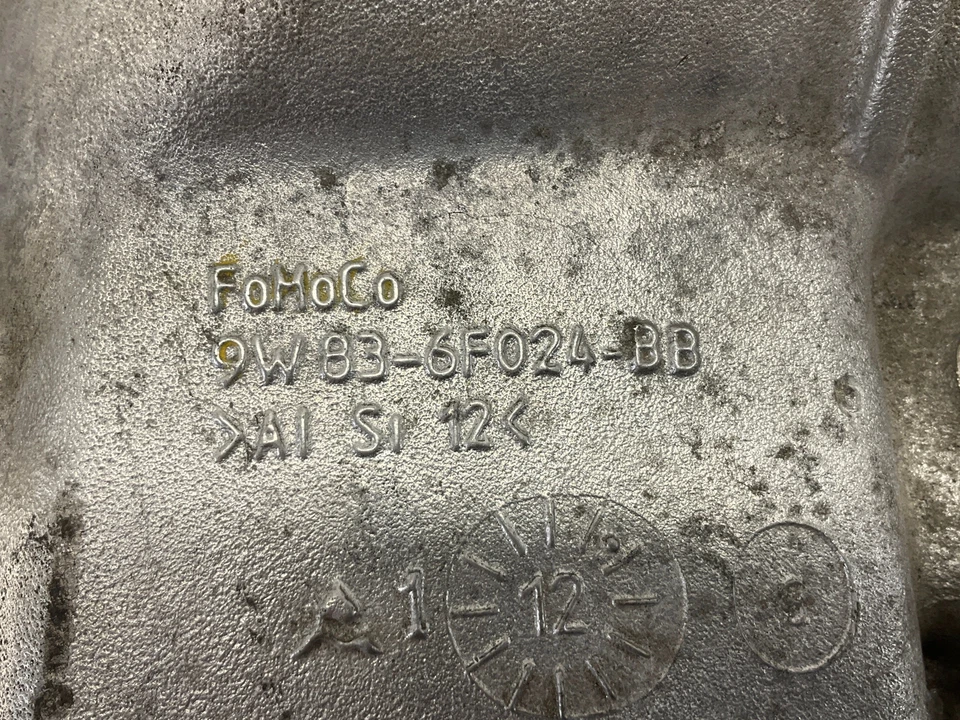 FoMoCo
9W83-6F024-BB
>Al Si 12<
1 12